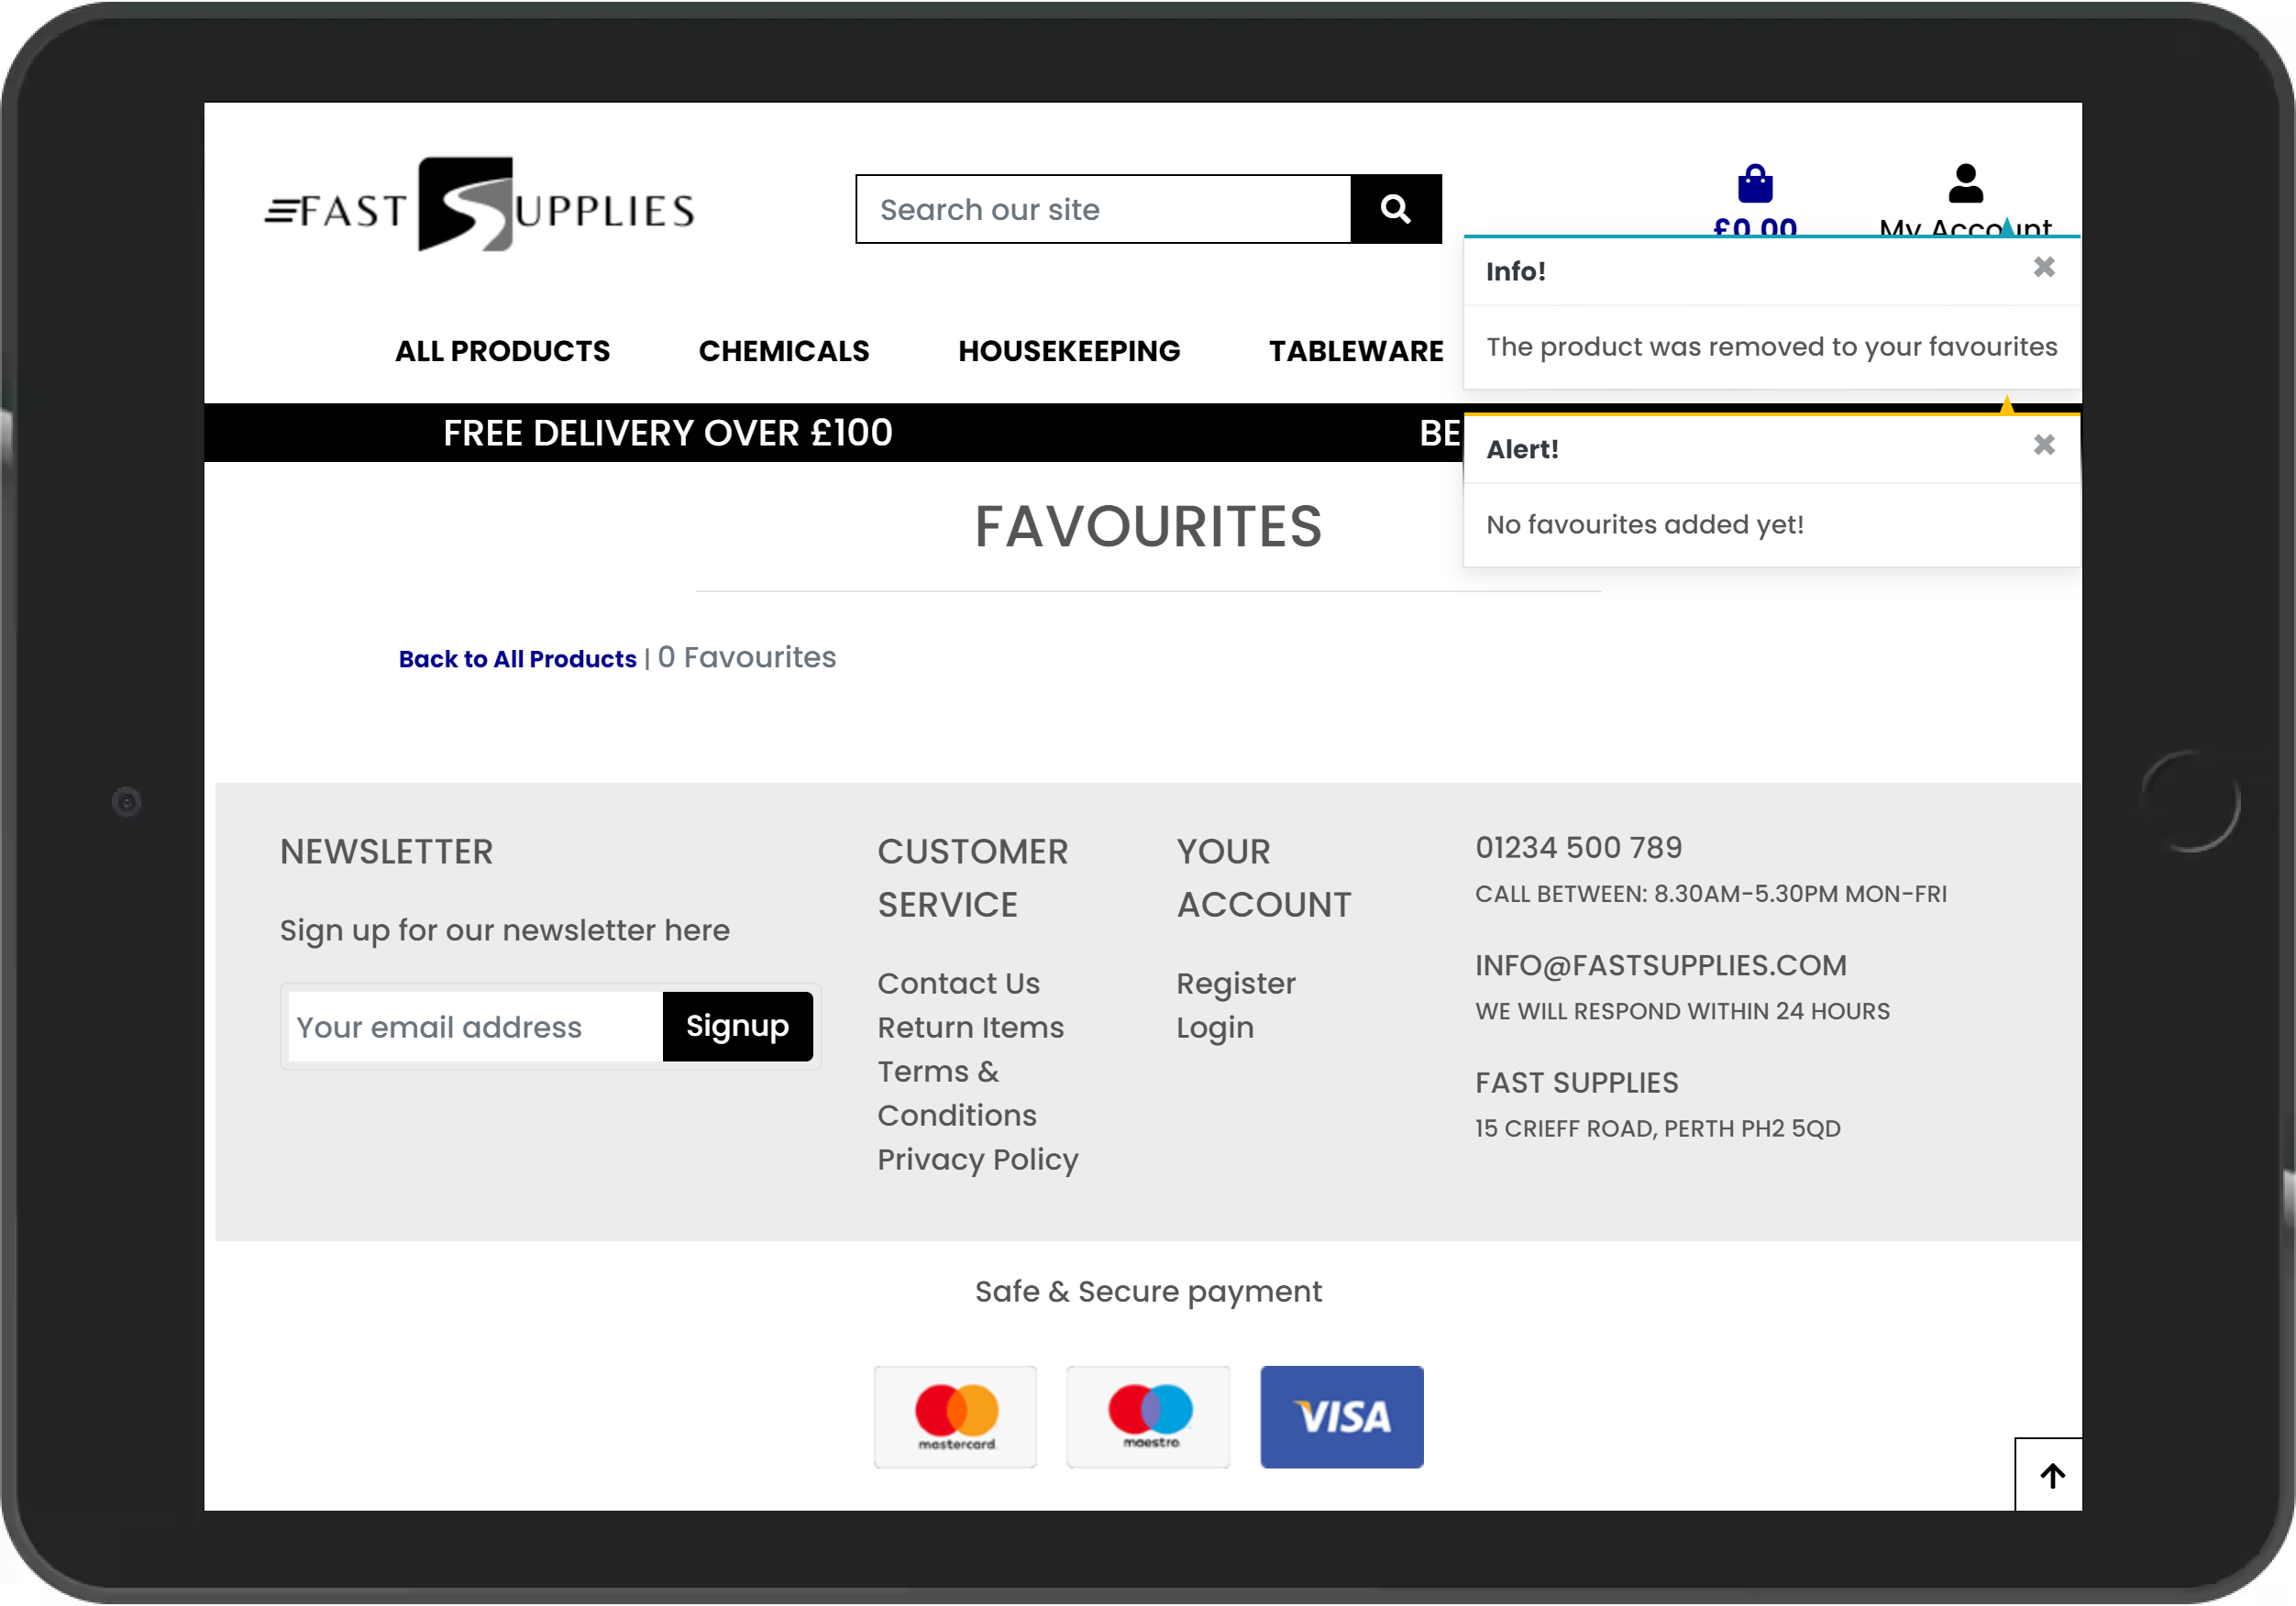 FAST SUPPLIES
Search our site
£0.00
My Account
ALL PRODUCTS
CHEMICALS
HOUSEKEEPING
TABLEWARE
Info!
The product was removed to your favourites
FREE DELIVERY OVER £100
BE
Alert!
No favourites added yet!
FAVOURITES
Back to All Products | 0 Favourites
NEWSLETTER
Sign up for our newsletter here
Your email address
Signup
CUSTOMER
SERVICE
Contact Us
Return Items
Terms &
Conditions
Privacy Policy
YOUR
ACCOUNT
Register
Login
01234 500 789
CALL BETWEEN: 8.30AM-5.30PM MON-FRI
INFO@FASTSUPPLIES.COM
WE WILL RESPOND WITHIN 24 HOURS
FAST SUPPLIES
15 CRIEFF ROAD, PERTH PH2 5QD
Safe & Secure payment
mastercard.
maestro.
VISA